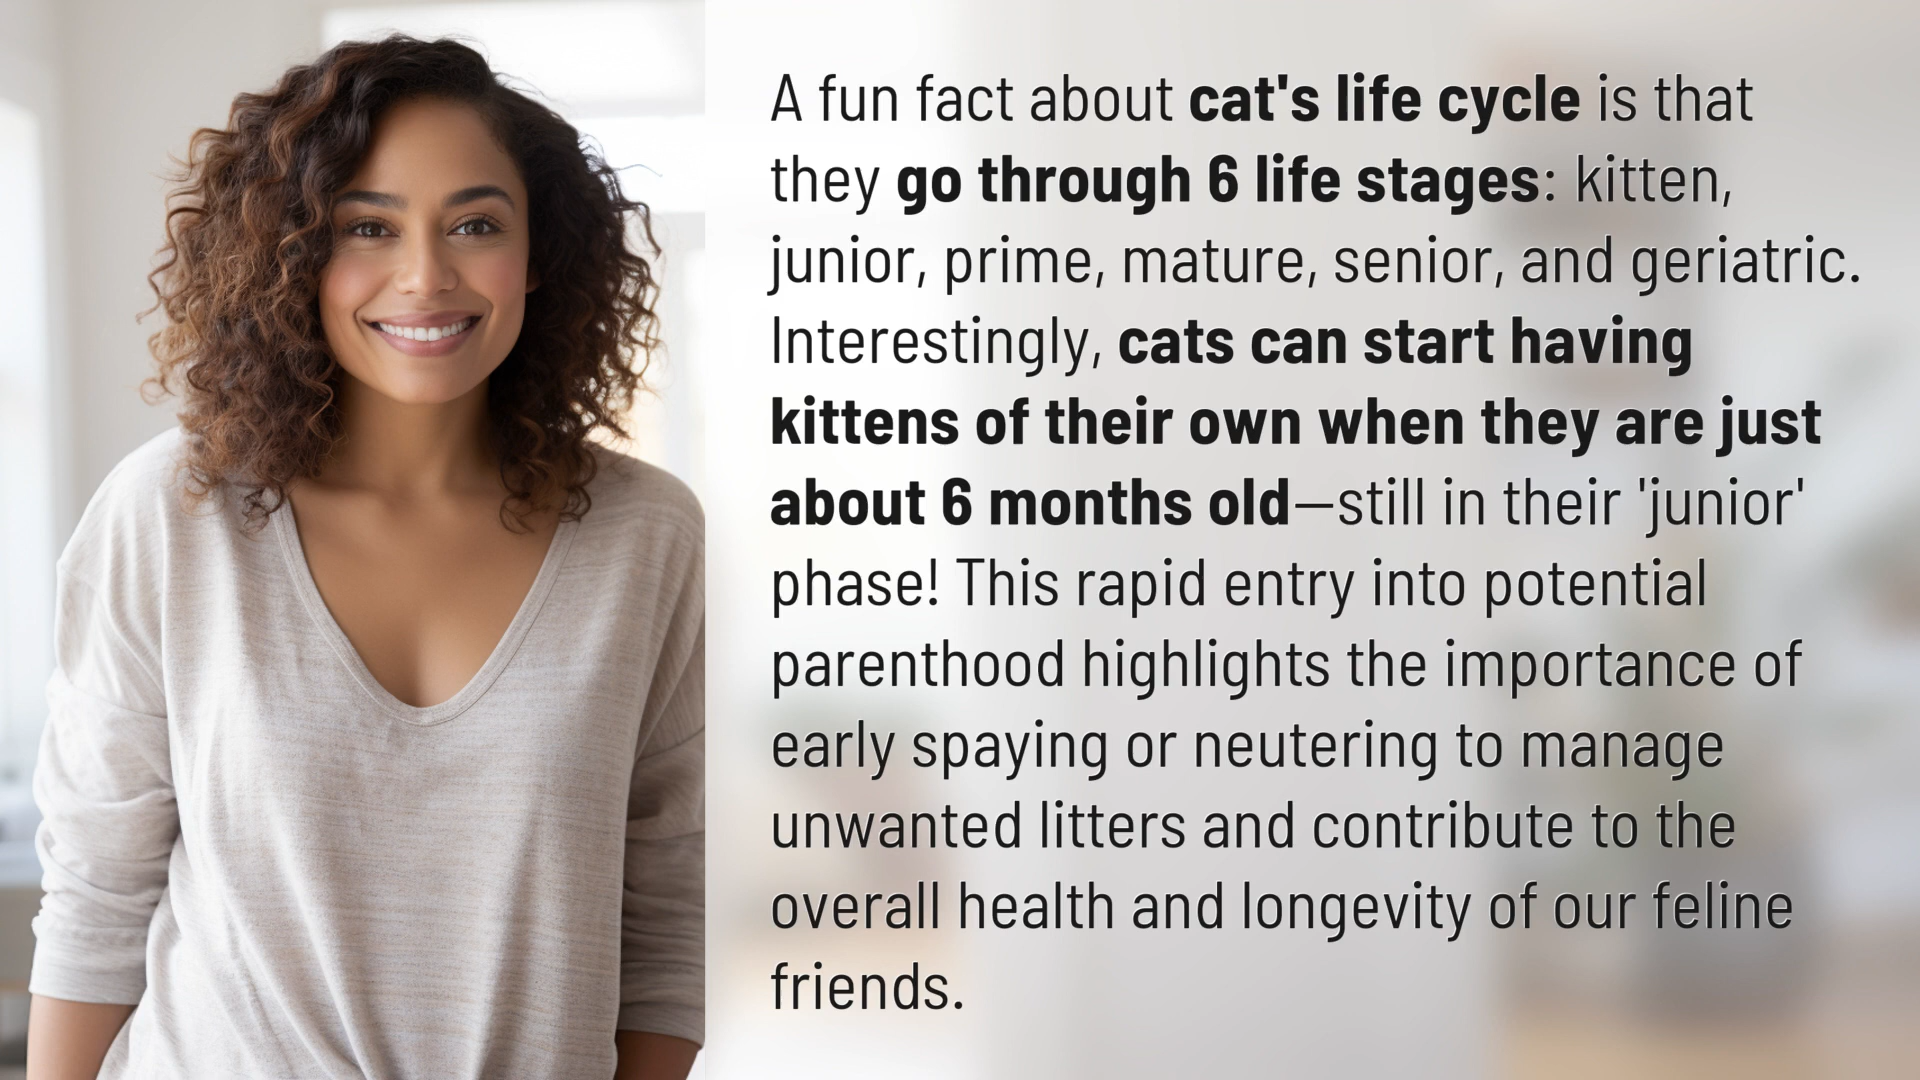 A fun fact about cat's life cycle is that
they go through 6 life stages: kitten,
junior, prime, mature, senior, and geriatric.
Interestingly, cats can start having
kittens of their own when they are just
about 6 months old—still in their 'junior'
phase! This rapid entry into potential
parenthood highlights the importance of
early spaying or neutering to manage
unwanted litters and contribute to the
overall health and longevity of our feline
friends.